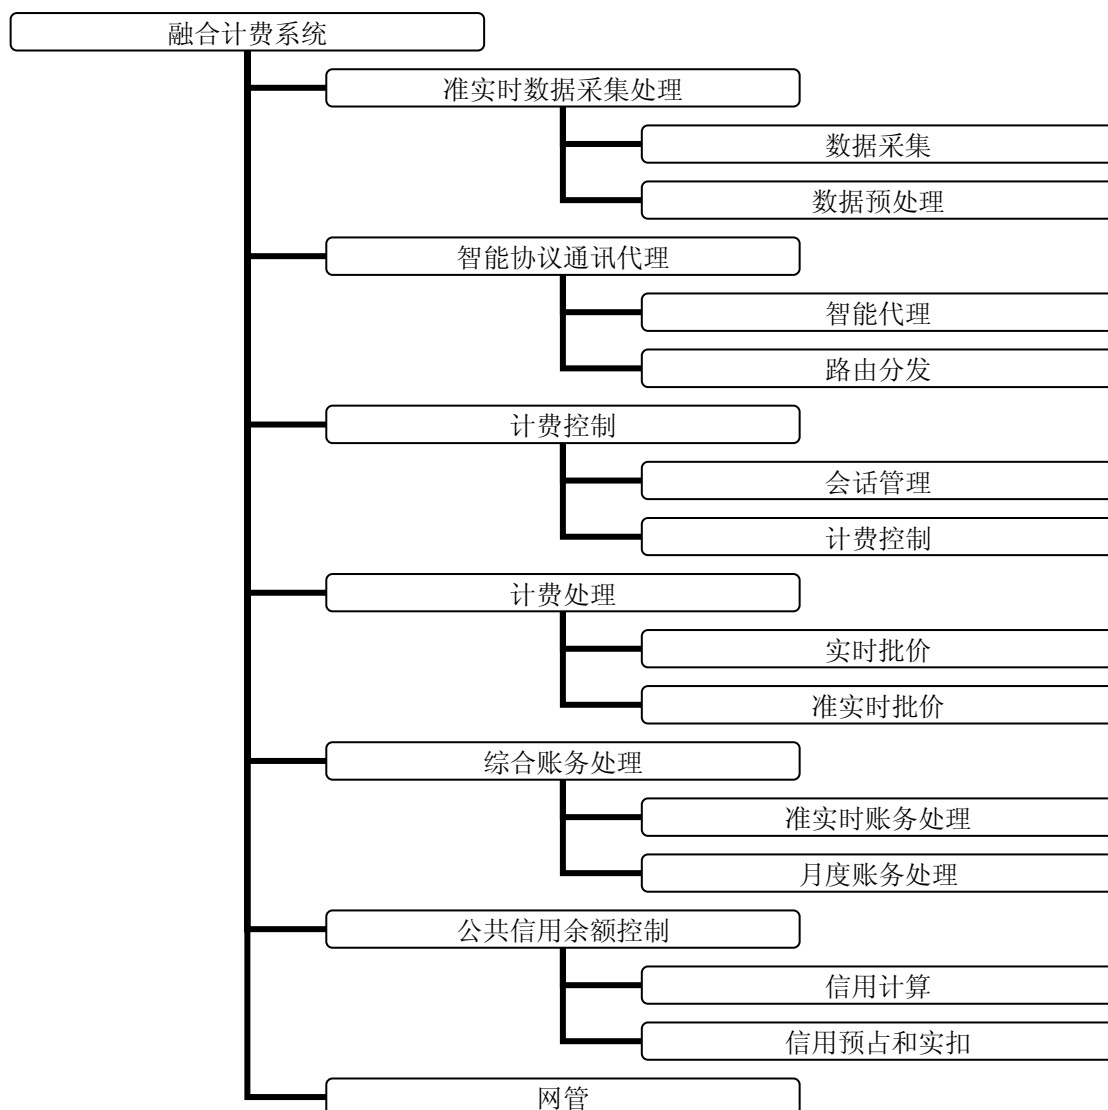 融合计费系统
准实时数据采集处理
数据采集
数据预处理
智能协议通讯代理
智能代理
路由分发
计费控制
会话管理
计费控制
计费处理
实时批价
准实时批价
综合账务处理
准实时账务处理
月度账务处理
公共信用余额控制
信用计算
信用预占和实扣
网管